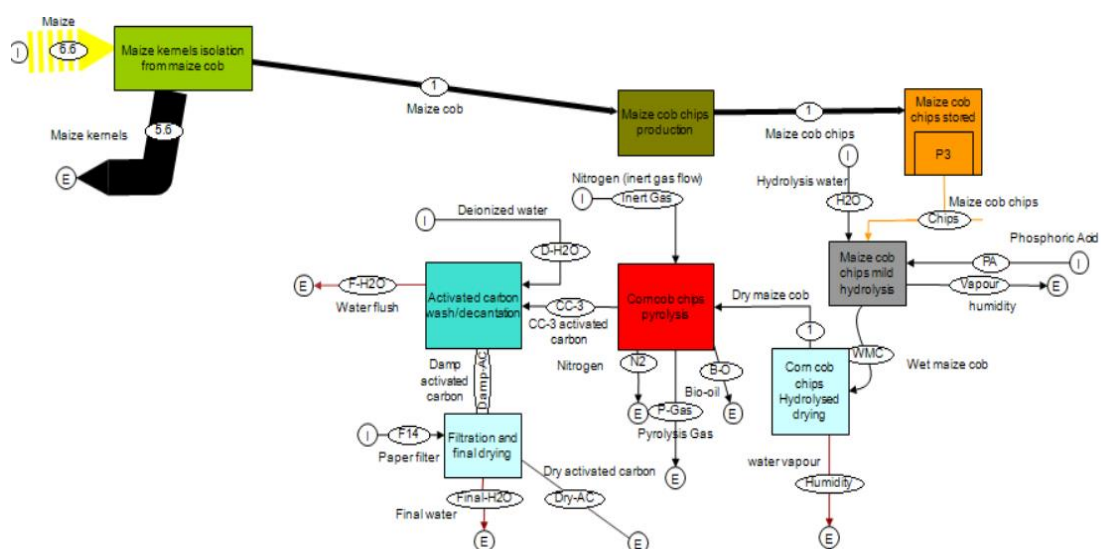 Maize
I
6.6
Maize kernels isolation
from maize cob
1
Maize cob
Maize kernels
5.6
E
Maize cob chips
production
1
Maize cob chips
Maize cob
chips stored
P3
I
Hydrolysis water
H2O
Maize cob chips
Chips
Nitrogen (inert gas flow)
I
Inert Gas
Deionized water
I
D-H2O
Phosphoric Acid
PA
I
Maize cob
chips mild
hydrolysis
Vapour
E
humidity
E
F-H2O
Water flush
Activated carbon
wash/decantation
CC-3
CC-3 activated
carbon
Corncob chips
pyrolysis
Dry maize cob
1
WMC
Wet maize cob
Damp
activated
carbon
Damp-AC
Nitrogen
N2
E
B-O
Bio-oil
E
P-Gas
Pyrolysis Gas
E
Corn cob
chips
Hydrolysed
drying
I
F14
Paper filter
Filtration and
final drying
Dry activated carbon
Dry-AC
E
Final-H2O
Final water
E
water vapour
Humidity
E